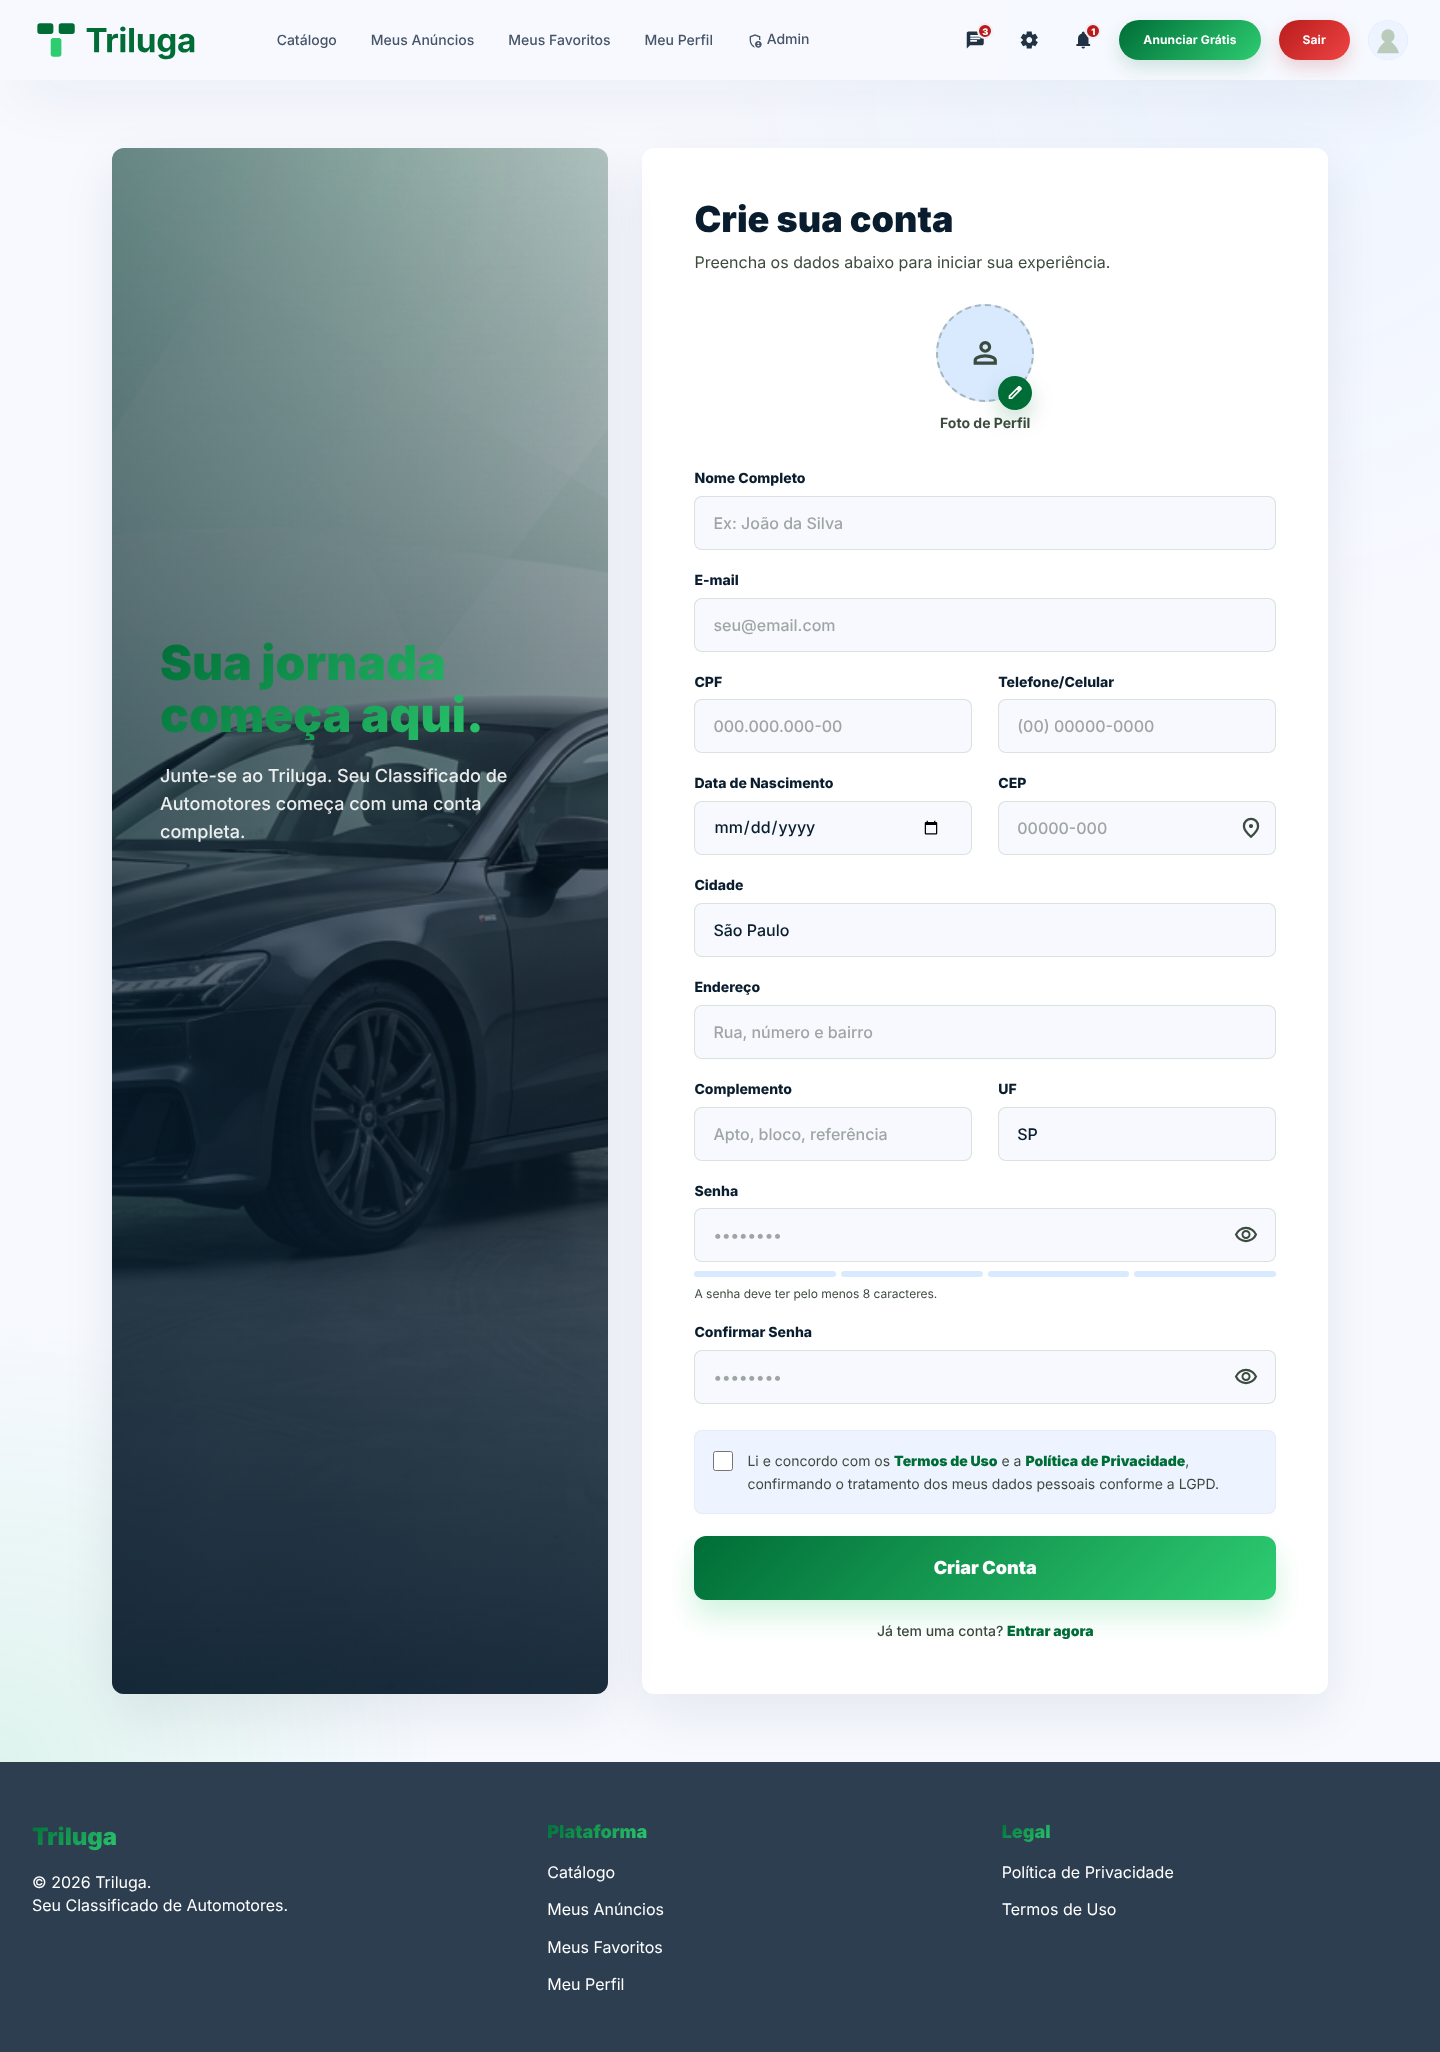 Triluga
Catálogo
Meus Anúncios
Meus Favoritos
Meu Perfil
Admin
3
1
Anunciar Grátis
Sair
Sua jornada
começa aqui.
Junte-se ao Triluga. Seu Classificado de
Automotores começa com uma conta
completa.
Crie sua conta
Preencha os dados abaixo para iniciar sua experiência.
Foto de Perfil
Nome Completo
Ex: João da Silva
E-mail
seu@email.com
CPF
Telefone/Celular
000.000.000-00
(00) 00000-0000
Data de Nascimento
CEP
mm/dd/yyyy
00000-000
Cidade
São Paulo
Endereço
Rua, número e bairro
Complemento
UF
Apto, bloco, referência
SP
Senha
••••••••
A senha deve ter pelo menos 8 caracteres.
Confirmar Senha
••••••••
Li e concordo com os Termos de Uso e a Política de Privacidade,
confirmando o tratamento dos meus dados pessoais conforme a LGPD.
Criar Conta
Já tem uma conta? Entrar agora
Triluga
© 2026 Triluga.
Seu Classificado de Automotores.
Plataforma
Catálogo
Meus Anúncios
Meus Favoritos
Meu Perfil
Legal
Política de Privacidade
Termos de Uso